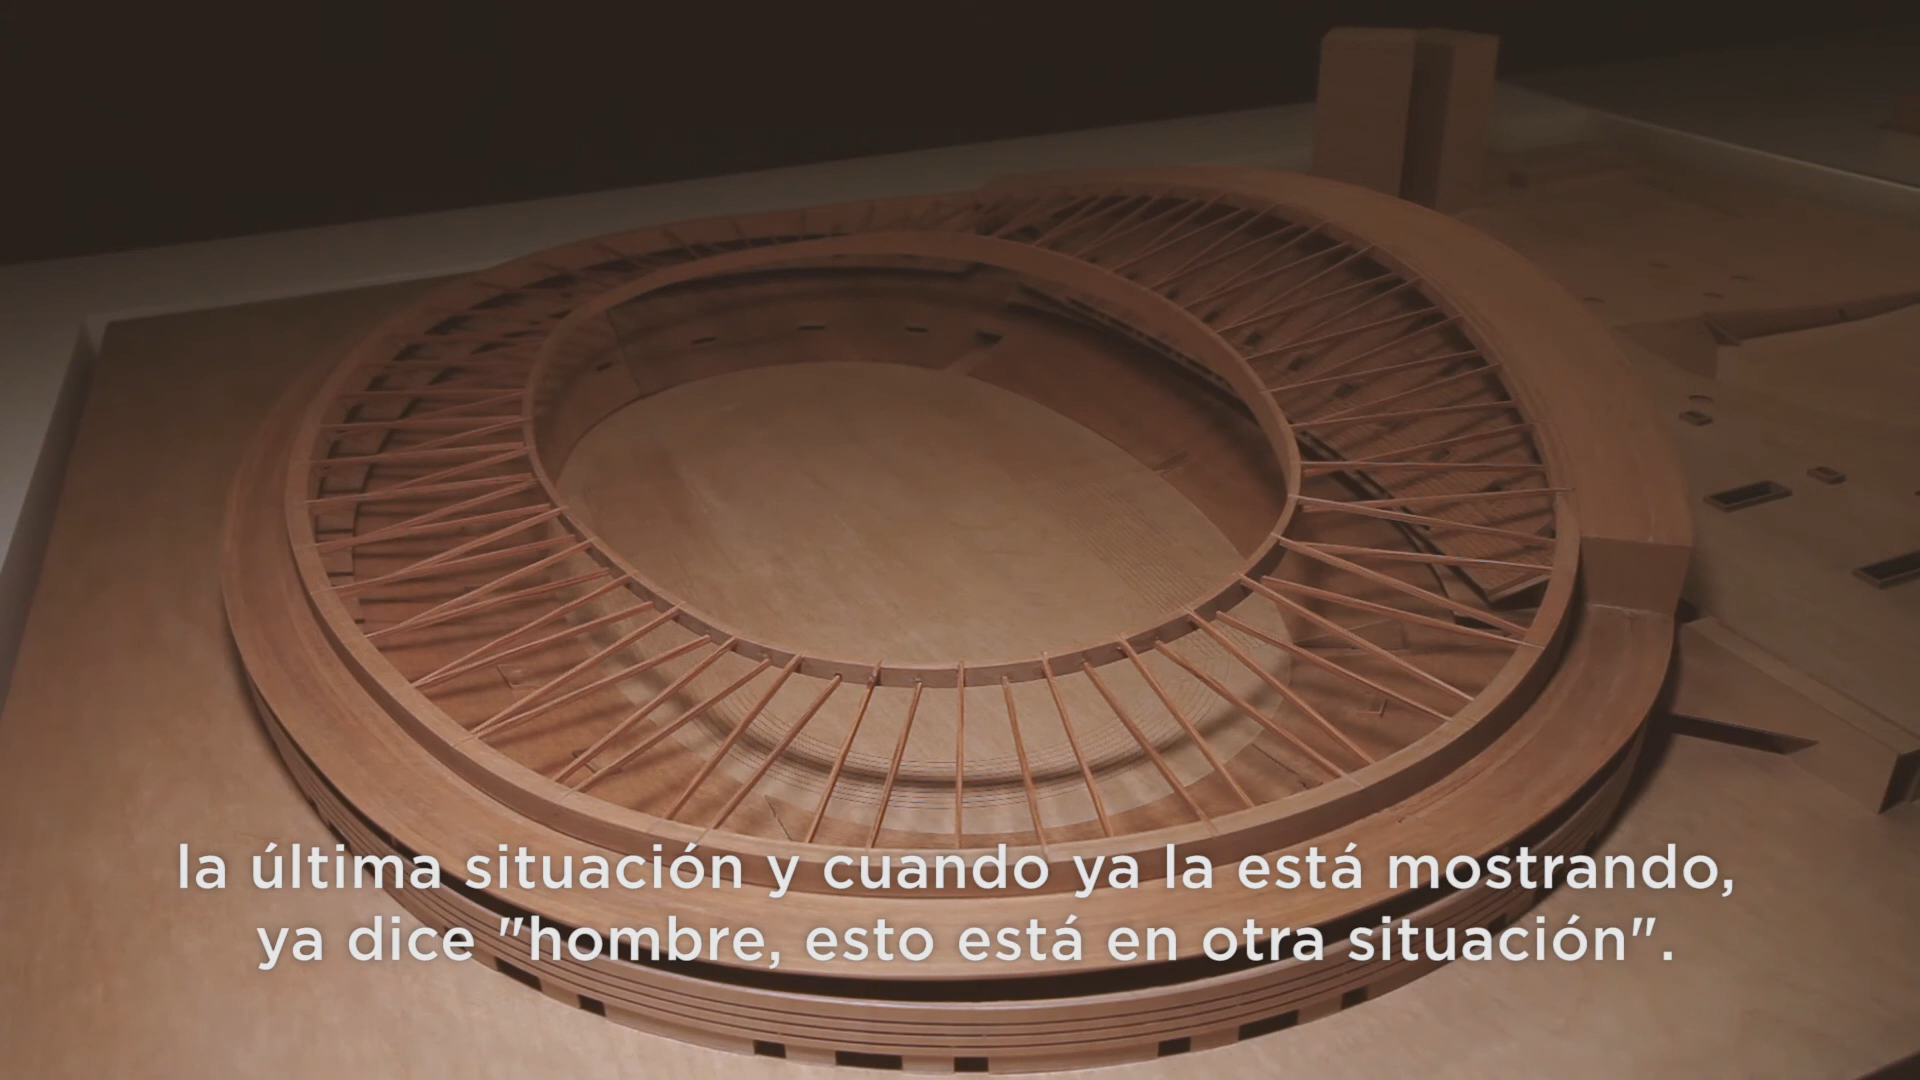 la última situación y cuando ya la está mostrando,
ya dice "hombre, esto está en otra situación".